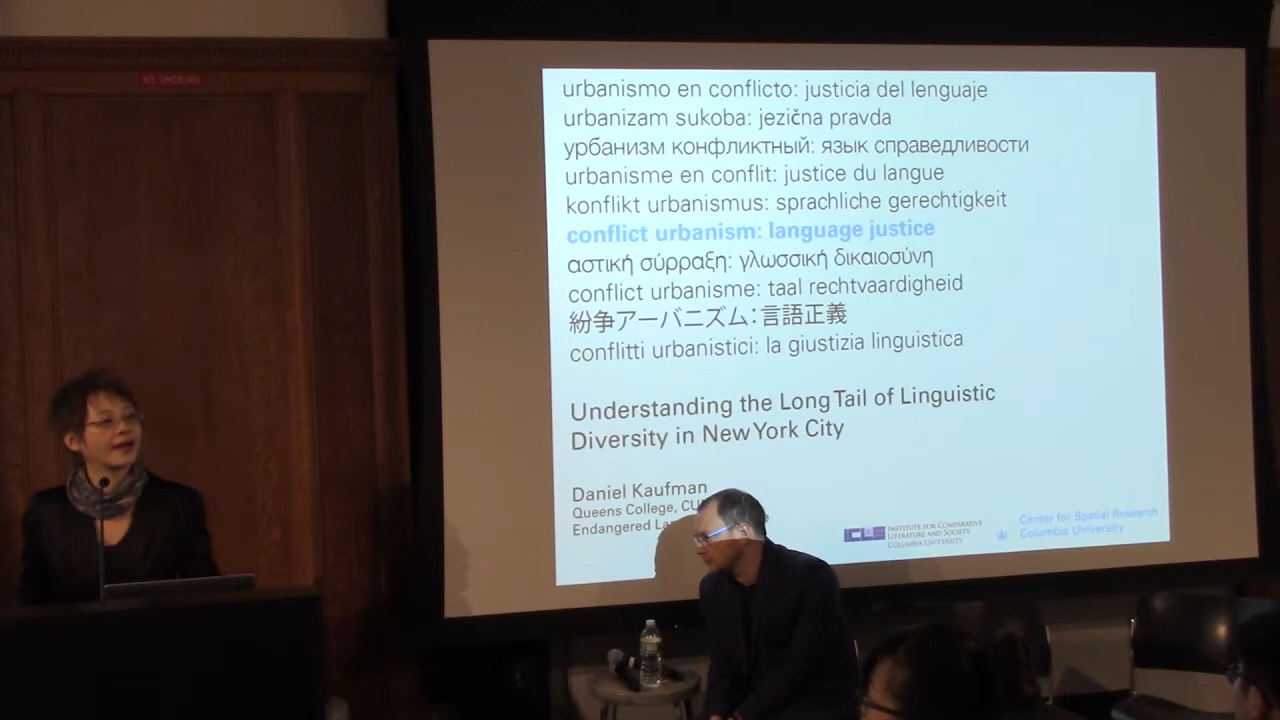 NO SMOKING
urbanismo en conflicto: justicia del lenguaje
urbanizam sukoba: jezična pravda
урбанизм конфликтный: язык справедливости
urbanisme en conflit: justice du langue
konflikt urbanismus: sprachliche gerechtigkeit
conflict urbanism: language justice
αστική σύρραξη: γλωσσική δικαιοσύνη
conflict urbanisme: taal rechtvaardigheid
紛争アーバニズム:言語正義
conflitti urbanistici: la giustizia linguistica
Understanding the Long Tail of Linguistic
Diversity in New York City
Daniel Kaufman
Queens College,
Endangered
ICLS INSTITUTE FOR COMPARATIVE
LITERATURE AND SOCIETY
COLUMBIA UNIVERSITY
Center for Spatial Research
Columbia University